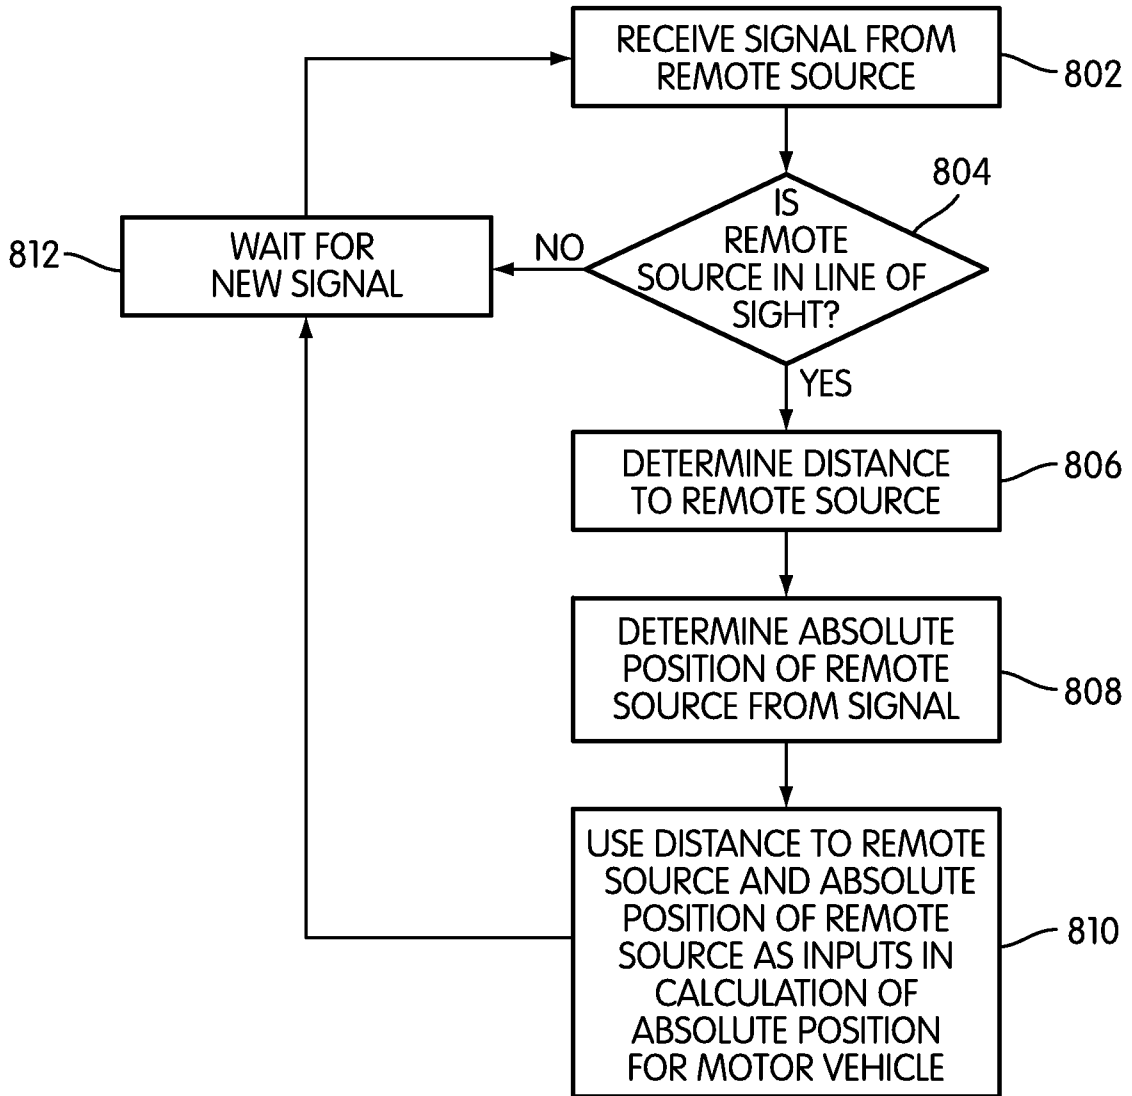 RECEIVE SIGNAL FROM
REMOTE SOURCE
802
804
IS
REMOTE
SOURCE IN LINE OF
SIGHT?
NO
812
WAIT FOR
NEW SIGNAL
YES
DETERMINE DISTANCE
TO REMOTE SOURCE
806
DETERMINE ABSOLUTE
POSITION OF REMOTE
SOURCE FROM SIGNAL
808
USE DISTANCE TO REMOTE
SOURCE AND ABSOLUTE
POSITION OF REMOTE
SOURCE AS INPUTS IN
CALCULATION OF
ABSOLUTE POSITION
FOR MOTOR VEHICLE
810